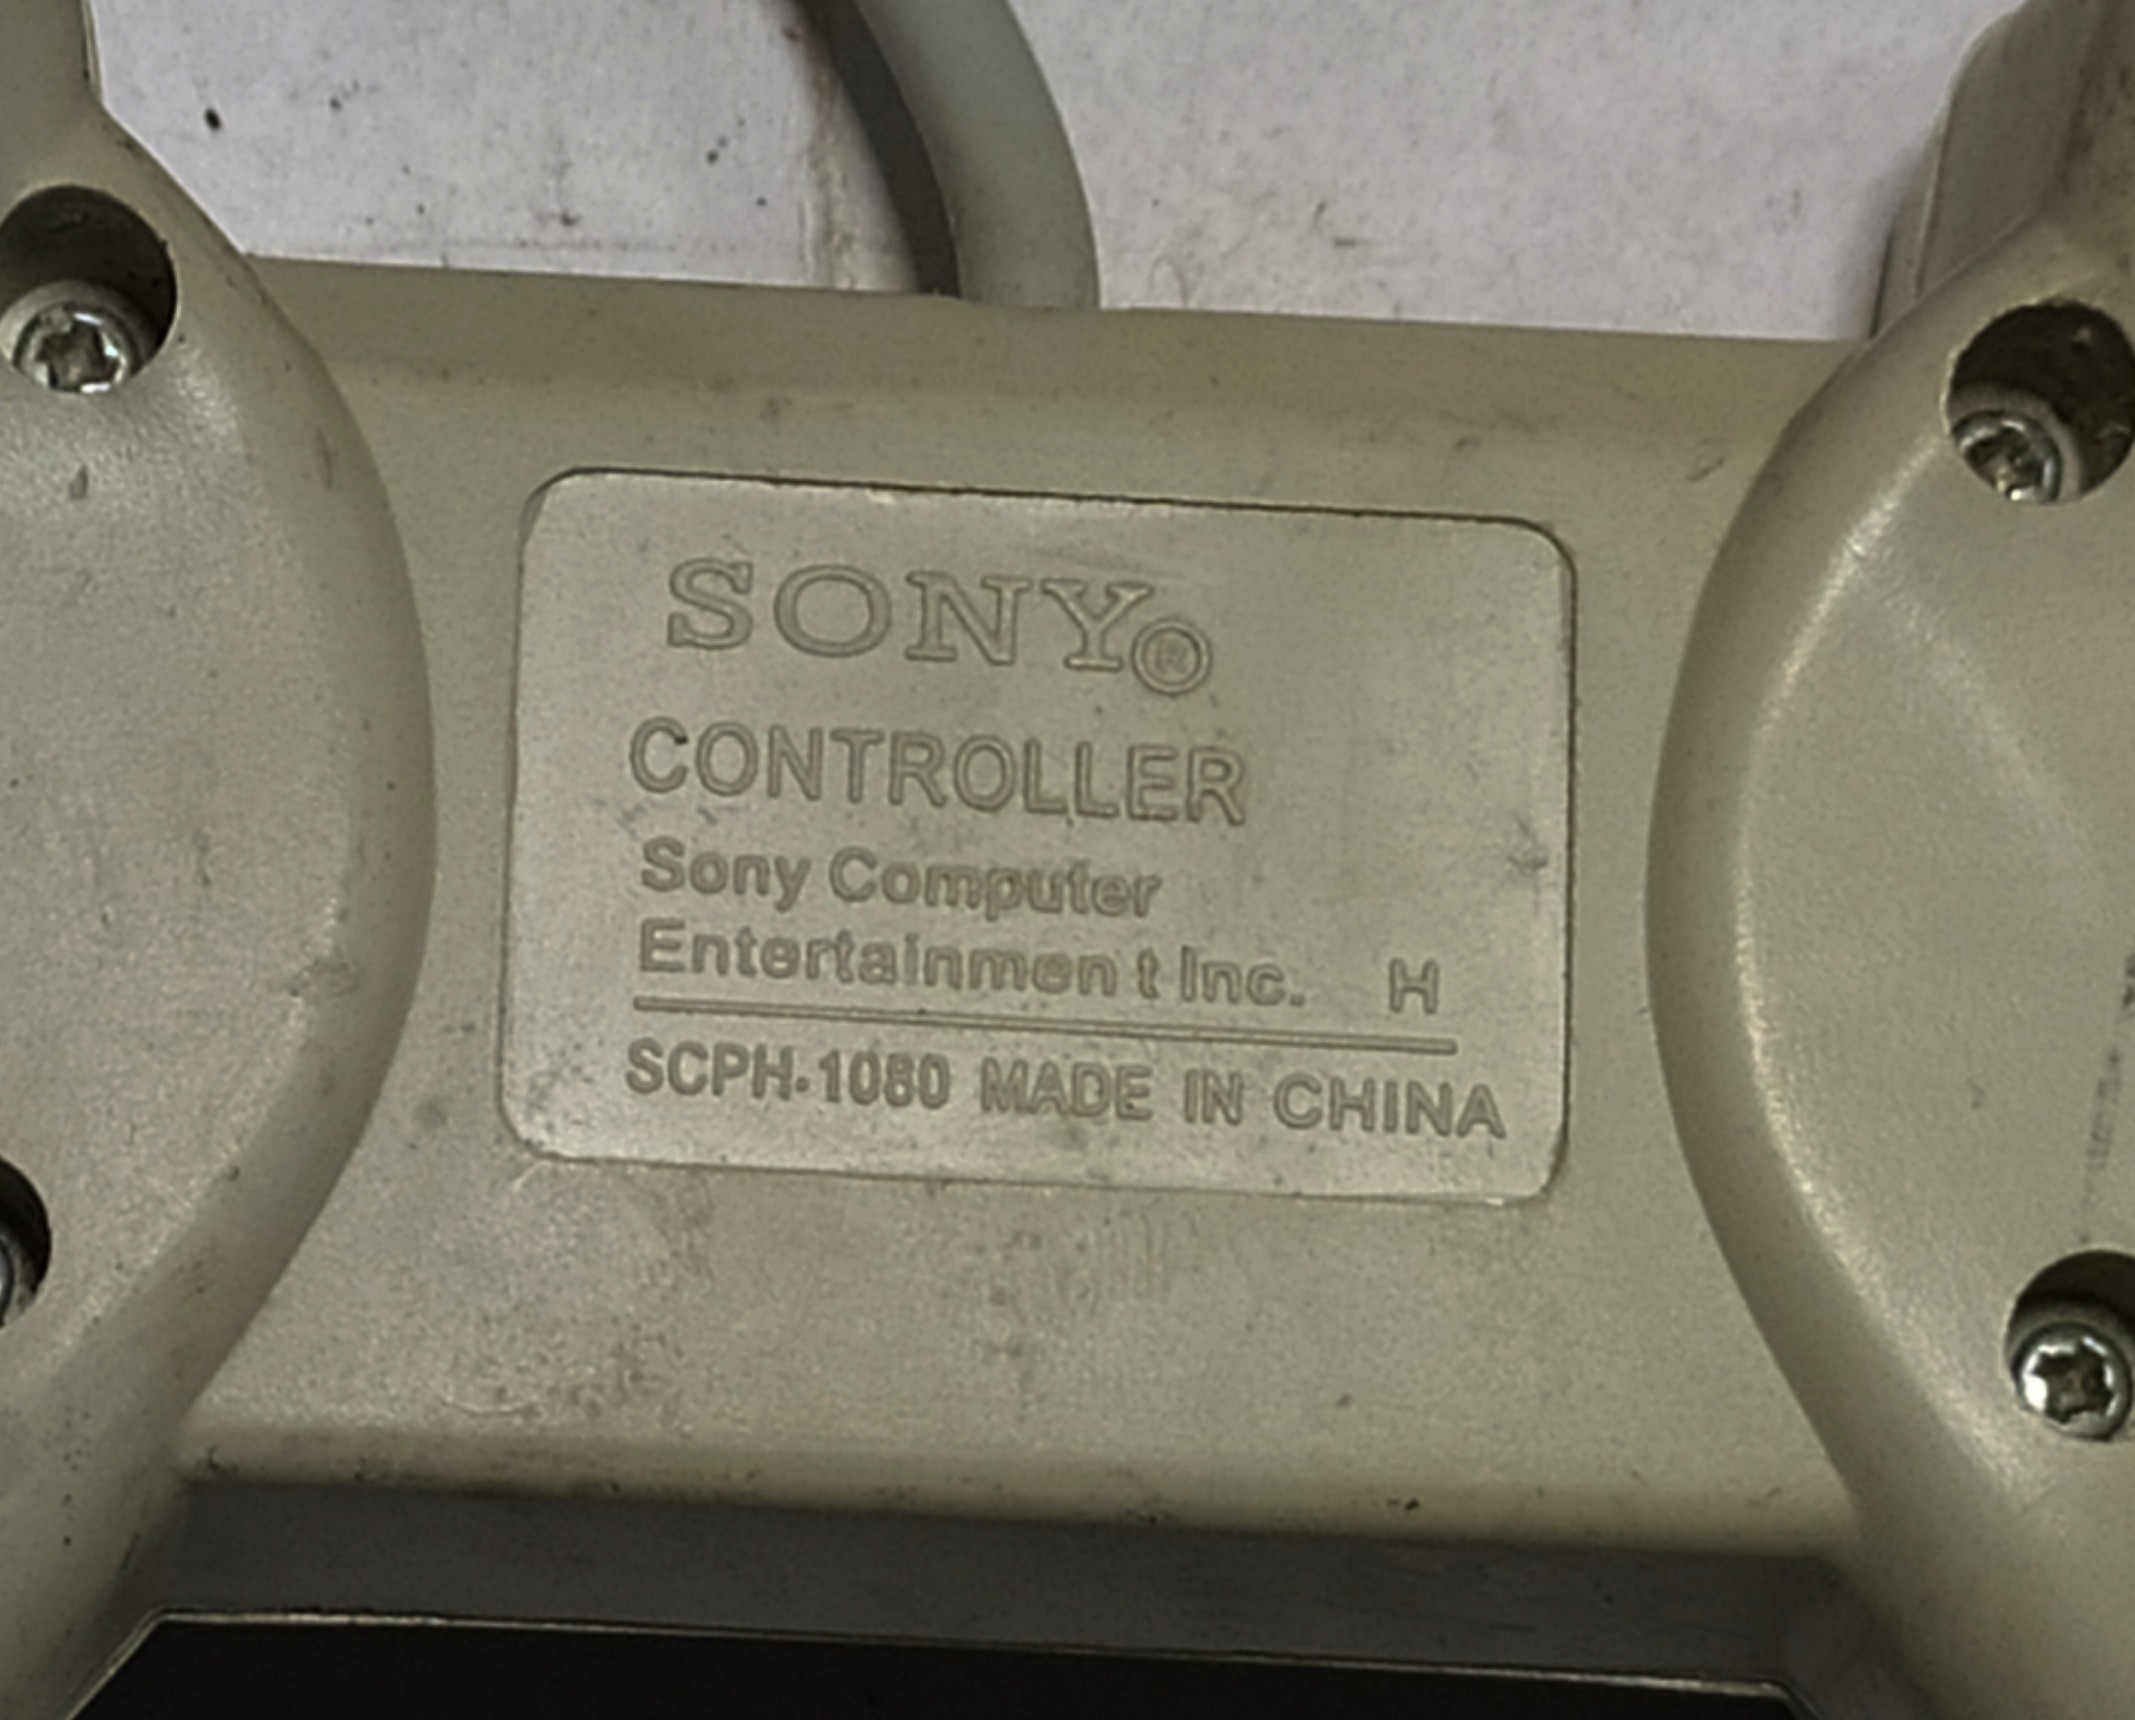 SONY®
CONTROLLER
Sony Computer
Entertainmen t Inc. H
SCPH-1080 MADE IN CHINA